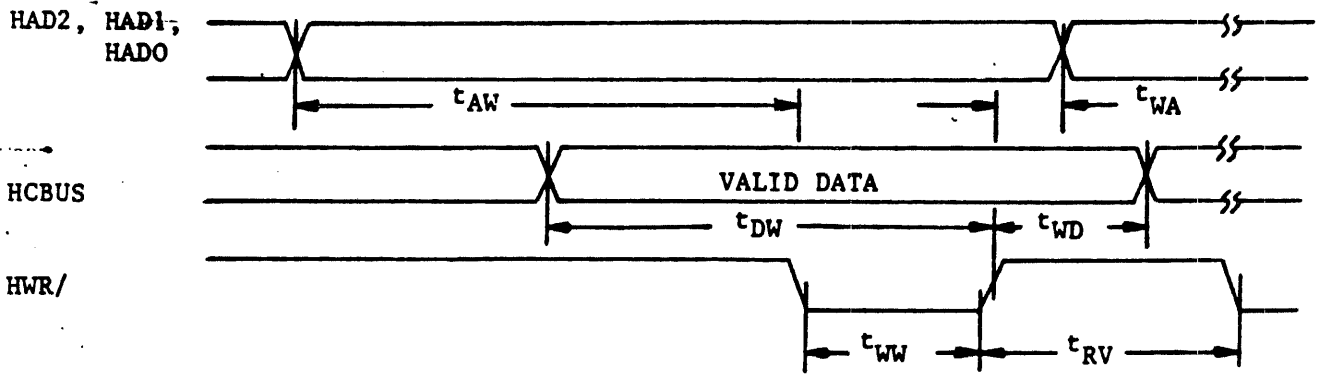 HAD2, HAD1,
HADO
tAW
tWA
HCBUS
VALID DATA
tDW
tWD
HWR/
tWW
tRV